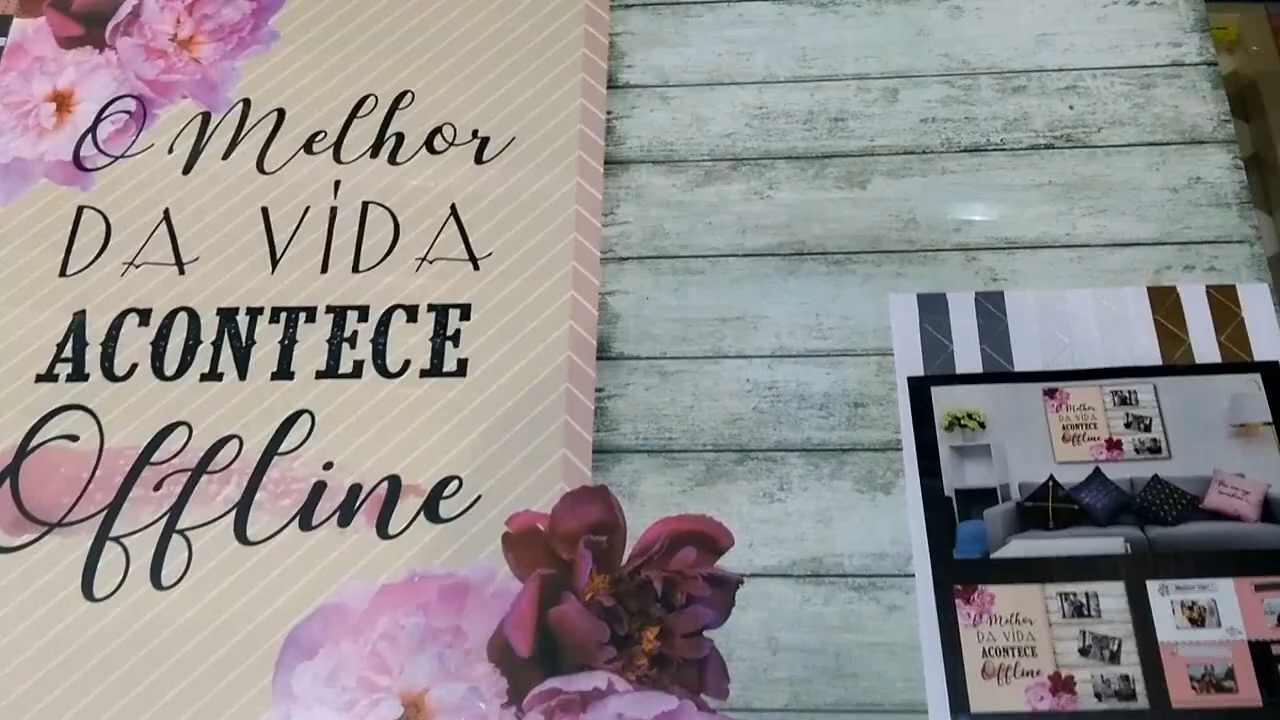 O Melhor
DA VIDA
ACONTECE
Offline
O Melhor
DA VIDA
ACONTECE
Offline
O Melhor
DA VIDA
ACONTECE
Offline